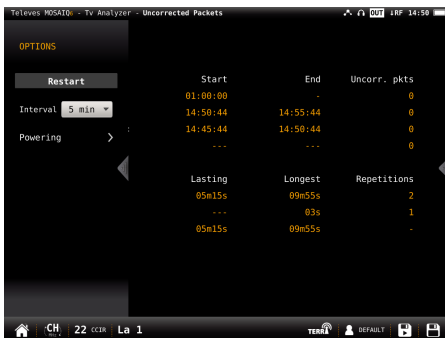 Televes MOSAIQ6 - Tv Analyzer - Uncorrected Packets OUT ↓RF 14:50
OPTIONS
Restart
Interval 5 min
Powering
Start End Uncorr. pkts
01:00:00 - 0
14:50:44 14:55:44 0
14:45:44 14:50:44 0
--- --- 0
Lasting Longest Repetitions
05m15s 09m55s 2
--- 03s 1
05m15s 09m55s -
CH 22 CCIR La 1 TERRA DEFAULT